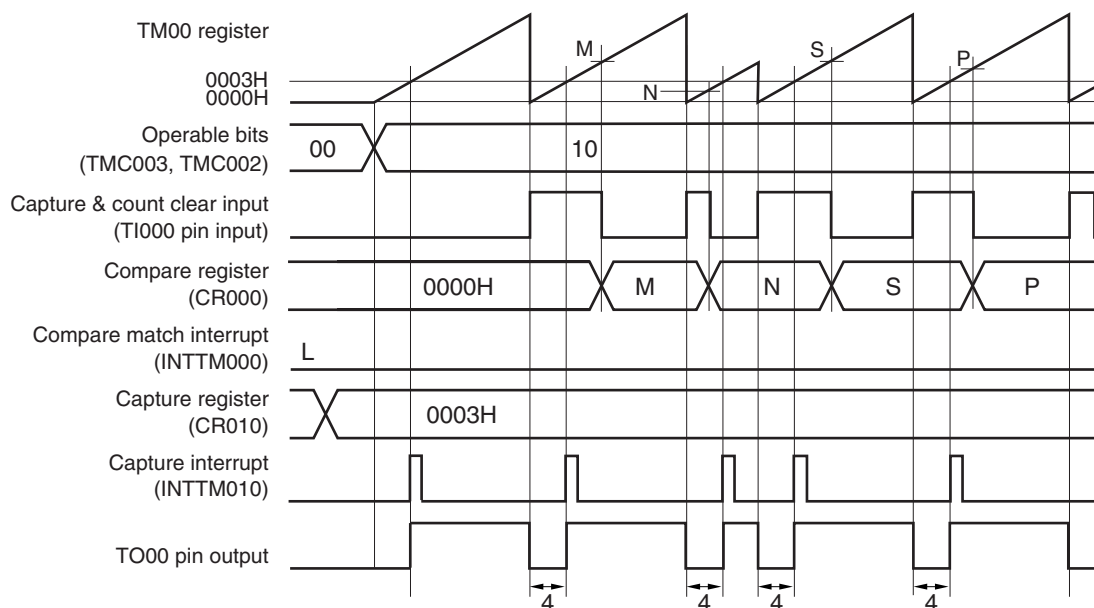 TM00 register
M
S
P
0003H
N
0000H
Operable bits
(TMC003, TMC002)
00
10
Capture & count clear input
(TI000 pin input)
Compare register
(CR000)
0000H
M
N
S
P
Compare match interrupt
(INTTM000)
L
Capture register
(CR010)
0003H
Capture interrupt
(INTTM010)
TO00 pin output
4
4
4
4